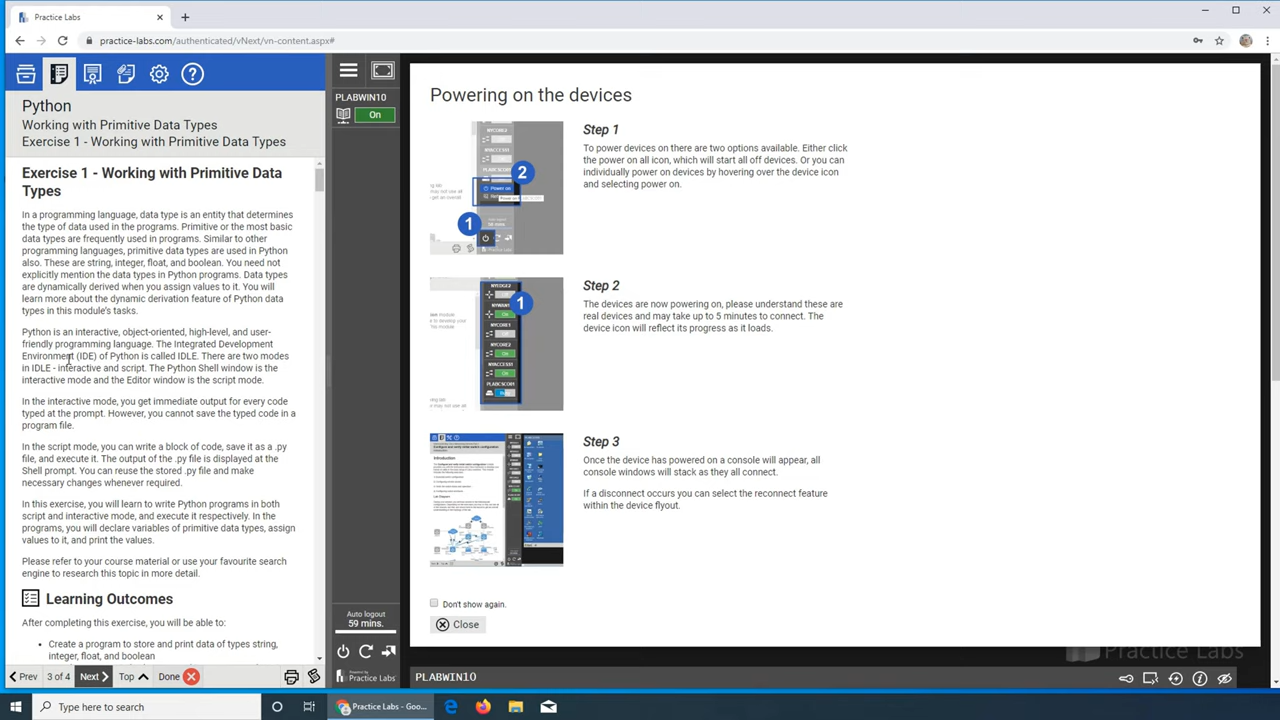 Practice Labs
practice-labs.com/authenticated/vNext/vn-content.aspx#
Python
Working with Primitive Data Types
Exercise 1 - Working with Primitive Data Types
Exercise 1 - Working with Primitive Data
Types
In a programming language, data type is an entity that determines
the type of data used in the programs. Primitive or the most basic
data types are frequently used in programs. Similar to other
programming languages, primitive data types are used in Python
also. These are string, integer, float, and boolean. You need not
explicitly mention the data types in Python programs. Data types
are dynamically derived when you assign values to it. You will
learn more about the dynamic derivation feature of Python data
types in this module's tasks.
Python is an interactive, object-oriented, high-level, and user-
friendly programming language. The Integrated Development
Environment (IDE) of Python is called IDLE. There are two modes
in IDLE - interactive and script. The Python Shell window is the
interactive mode and the Editor window is the script mode.
In the interactive mode, you get immediate output for every code
typed at the prompt. However, you cannot save the typed code in a
program file.
In the script mode, you can write a block of code, save it as a .py
file, and execute it. The output of the .py file is displayed at the
Shell prompt. You can reuse the stored .py file and make
necessary changes whenever required.
In this exercise, you will learn to write Python programs in both
script and interactive mode, and execute it respectively. In the
programs, you will declare variables of primitive data types, assign
values to it, and print the values.
Please refer to your course material or use your favourite search
engine to research this topic in more detail.
Learning Outcomes
After completing this exercise, you will be able to:
• Create a program to store and print data of types string,
integer, float, and boolean
Prev 3 of 4 Next Top Done
PLABWIN10
On
Auto logout
59 mins.
Practice Labs
Powering on the devices
Step 1
To power devices on there are two options available. Either click
the power on all icon, which will start all off devices. Or you can
individually power on devices by hovering over the device icon
and selecting power on.
NYCORE2
NYACCESS1
PLABCSCO01
2
Power on
1
Step 2
The devices are now powering on, please understand these are
real devices and may take up to 5 minutes to connect. The
device icon will reflect its progress as it loads.
NYEDGE2
1
NYWAN1
On
NYCORE1
NYCORE2
On
NYACCESS1
On
PLABCSCO01
Step 3
Once the device has powered on a console will appear, all
console windows will stack as they all connect.
If a disconnect occurs you can select the reconnect feature
within the device flyout.
Introduction
Don't show again.
Close
Practice Labs
PLABWIN10
Type here to search
Practice Labs - Goo...